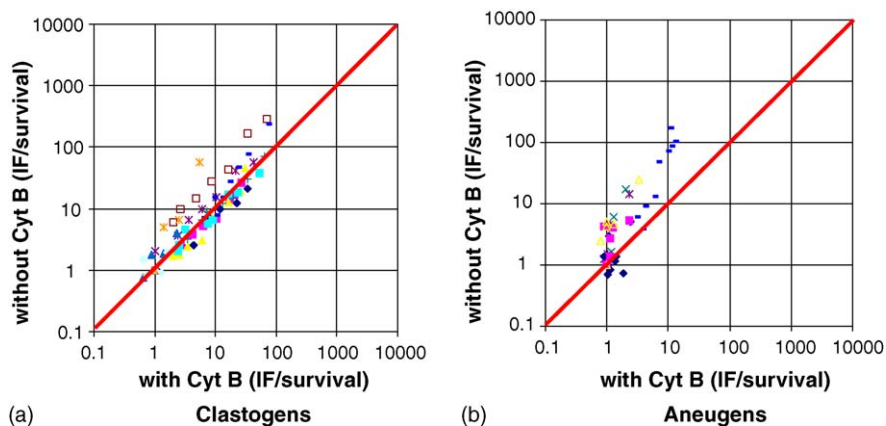 without Cyt B (IF/survival)
10000
1000
100
10
1
0.1
0.1 1 10 100 1000 10000
with Cyt B (IF/survival)
(a) Clastogens
without Cyt B (IF/survival)
10000
1000
100
10
1
0.1
0.1 1 10 100 1000 10000
with Cyt B (IF/survival)
(b) Aneugens